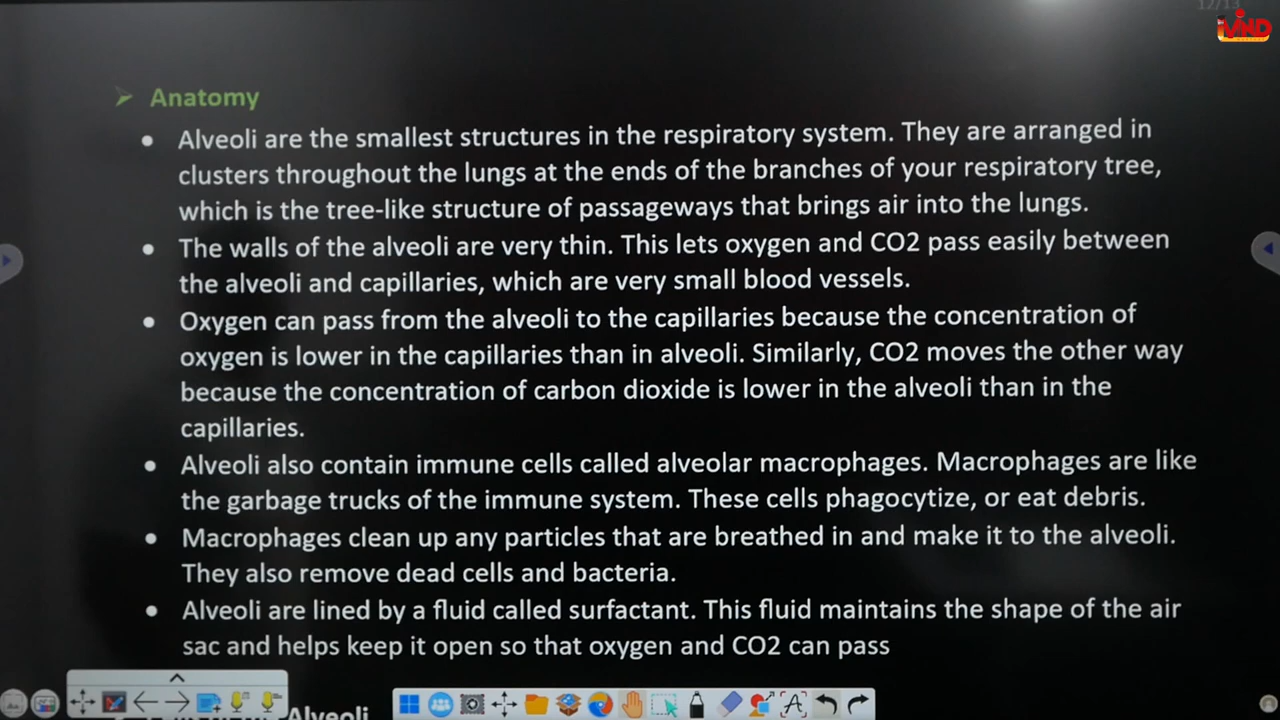 12/13
iVND
➢ Anatomy
• Alveoli are the smallest structures in the respiratory system. They are arranged in
clusters throughout the lungs at the ends of the branches of your respiratory tree,
which is the tree-like structure of passageways that brings air into the lungs.
• The walls of the alveoli are very thin. This lets oxygen and CO2 pass easily between
the alveoli and capillaries, which are very small blood vessels.
• Oxygen can pass from the alveoli to the capillaries because the concentration of
oxygen is lower in the capillaries than in alveoli. Similarly, CO2 moves the other way
because the concentration of carbon dioxide is lower in the alveoli than in the
capillaries.
• Alveoli also contain immune cells called alveolar macrophages. Macrophages are like
the garbage trucks of the immune system. These cells phagocytize, or eat debris.
• Macrophages clean up any particles that are breathed in and make it to the alveoli.
They also remove dead cells and bacteria.
• Alveoli are lined by a fluid called surfactant. This fluid maintains the shape of the air
sac and helps keep it open so that oxygen and CO2 can pass
Alveoli